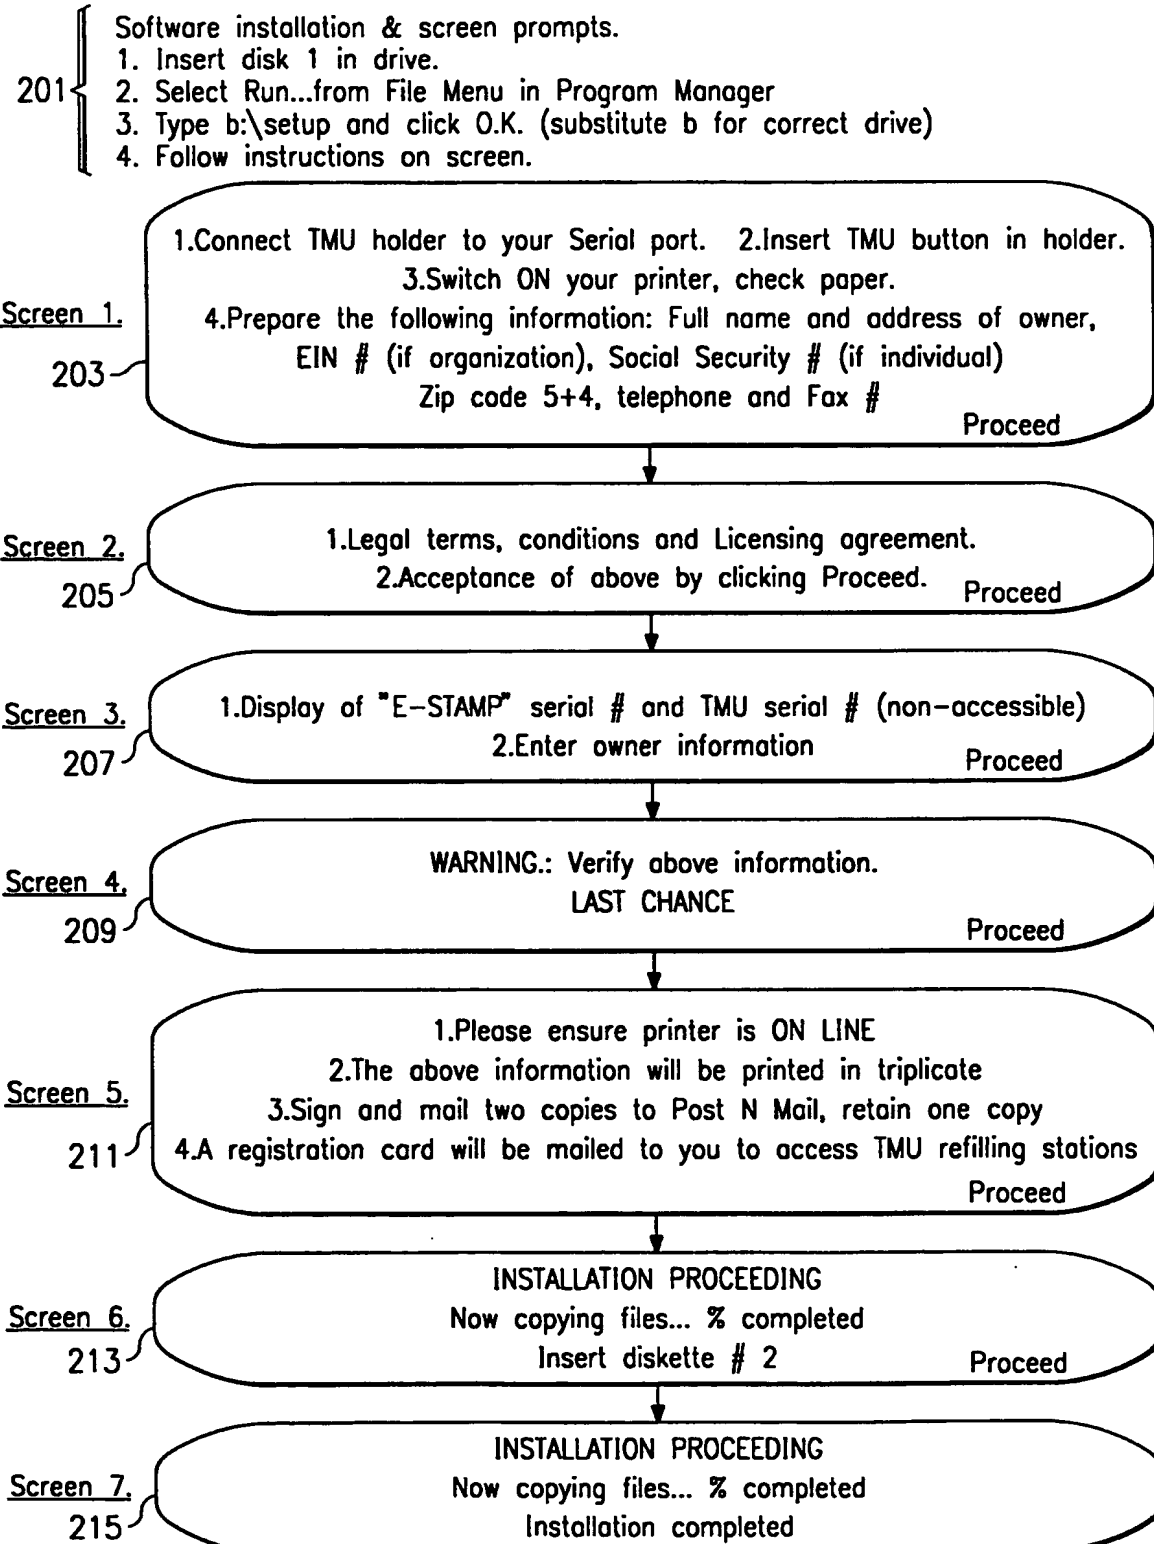 Software installation & screen prompts.
1. Insert disk 1 in drive.
201
2. Select Run...from File Menu in Program Manager
3. Type b:\setup and click O.K. (substitute b for correct drive)
4. Follow instructions on screen.
1.Connect TMU holder to your Serial port. 2.Insert TMU button in holder.
3.Switch ON your printer, check paper.
Screen 1.
4.Prepare the following information: Full name and address of owner,
203
EIN # (if organization), Social Security # (if individual)
Zip code 5+4, telephone and Fax #
Proceed
Screen 2.
1.Legal terms, conditions and Licensing agreement.
205
2.Acceptance of above by clicking Proceed.
Proceed
Screen 3.
1.Display of "E-STAMP" serial # and TMU serial # (non-accessible)
207
2.Enter owner information
Proceed
Screen 4.
WARNING.: Verify above information.
209
LAST CHANCE
Proceed
1.Please ensure printer is ON LINE
2.The above information will be printed in triplicate
Screen 5.
3.Sign and mail two copies to Post N Mail, retain one copy
211
4.A registration card will be mailed to you to access TMU refilling stations
Proceed
INSTALLATION PROCEEDING
Screen 6.
Now copying files... % completed
213
Insert diskette # 2
Proceed
INSTALLATION PROCEEDING
Screen 7.
Now copying files... % completed
215
Installation completed